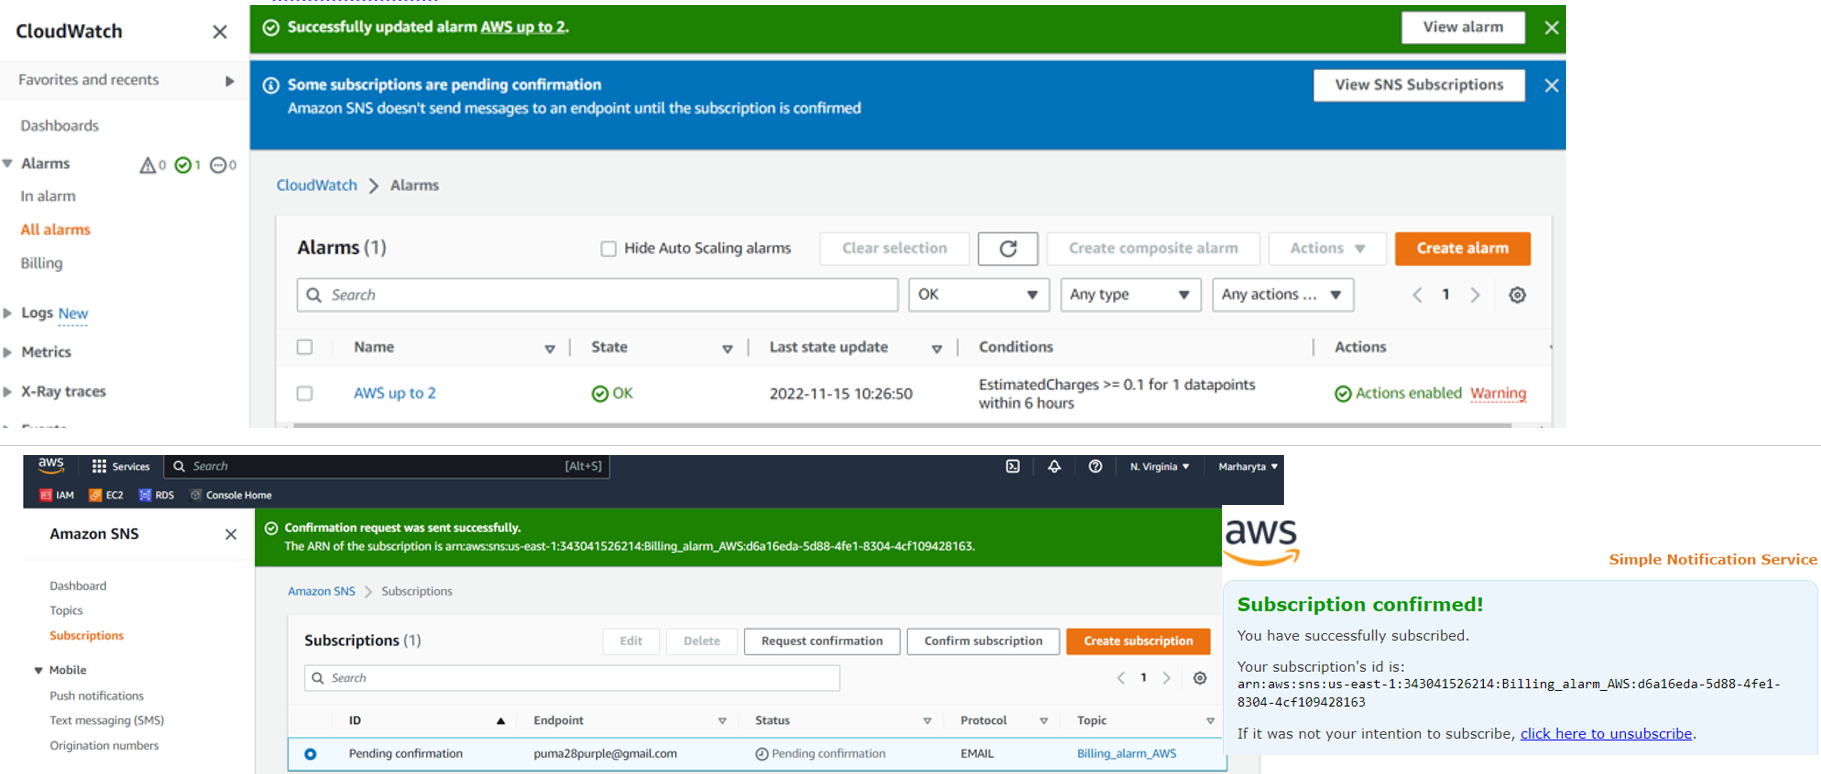 CloudWatch
Favorites and recents
Dashboards
Alarms 0 1 0
In alarm
All alarms
Billing
Logs New
Metrics
X-Ray traces
Successfully updated alarm AWS up to 2.
View alarm
Some subscriptions are pending confirmation
Amazon SNS doesn't send messages to an endpoint until the subscription is confirmed
View SNS Subscriptions
CloudWatch > Alarms
Alarms (1)
Hide Auto Scaling alarms
Clear selection
Create composite alarm
Actions
Create alarm
Search
OK
Any type
Any actions ...
1
Name State Last state update Conditions Actions
AWS up to 2 OK 2022-11-15 10:26:50 EstimatedCharges >= 0.1 for 1 datapoints Actions enabled Warning
within 6 hours
aws Services Search [Alt+S] N. Virginia Marharyta
IAM EC2 RDS Console Home
Amazon SNS
Dashboard
Topics
Subscriptions
Mobile
Push notifications
Text messaging (SMS)
Origination numbers
Confirmation request was sent successfully.
The ARN of the subscription is arn:aws:sns:us-east-1:343041526214:Billing_alarm_AWS:d6a16eda-5d88-4fe1-8304-4cf109428163.
Amazon SNS > Subscriptions
Subscriptions (1)
Edit
Delete
Request confirmation
Confirm subscription
Create subscription
Search
1
ID Endpoint Status Protocol Topic
Pending confirmation puma28purple@gmail.com Pending confirmation EMAIL Billing_alarm_AWS
aws
Simple Notification Service
Subscription confirmed!
You have successfully subscribed.
Your subscription's id is:
arn:aws:sns:us-east-1:343041526214:Billing_alarm_AWS:d6a16eda-5d88-4fe1-
8304-4cf109428163
If it was not your intention to subscribe, click here to unsubscribe.